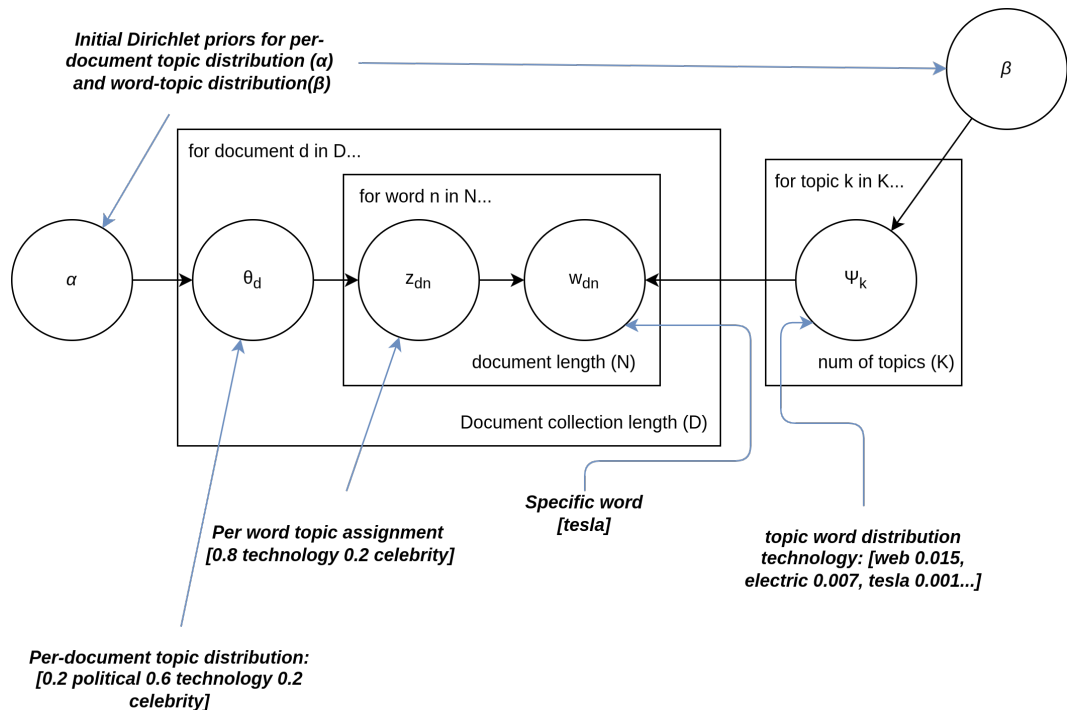 Initial Dirichlet priors for per-
document topic distribution (α)
and word-topic distribution(β)
β
for document d in D...
for word n in N...
for topic k in K...
α
θd
zdn
wdn
Ψk
document length (N)
num of topics (K)
Document collection length (D)
Specific word
[tesla]
Per word topic assignment
[0.8 technology 0.2 celebrity]
topic word distribution
technology: [web 0.015,
electric 0.007, tesla 0.001...]
Per-document topic distribution:
[0.2 political 0.6 technology 0.2
celebrity]